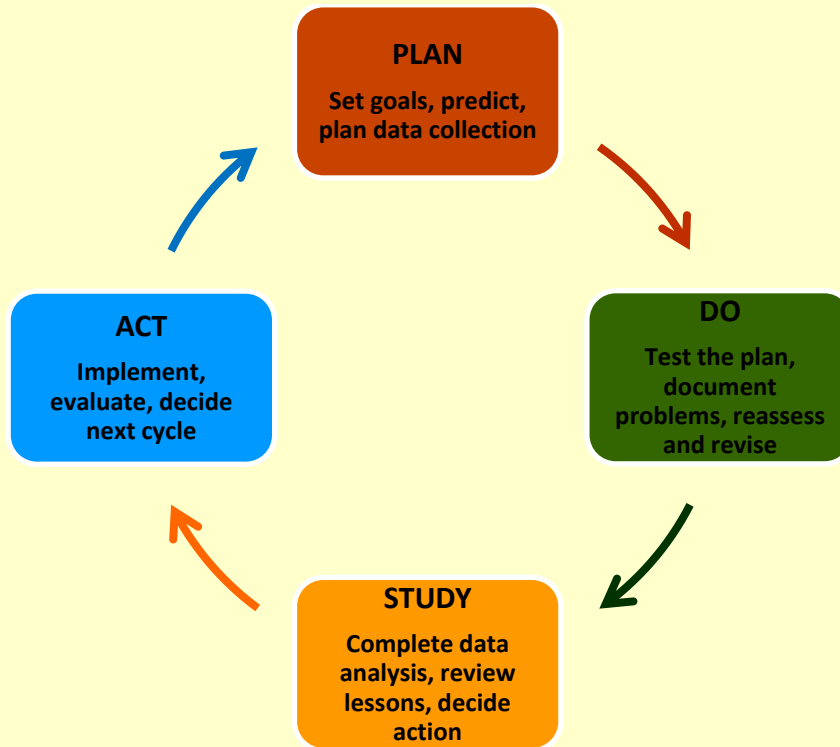 PLAN
Set goals, predict,
plan data collection
DO
Test the plan,
document
problems, reassess
and revise
STUDY
Complete data
analysis, review
lessons, decide
action
ACT
Implement,
evaluate, decide
next cycle